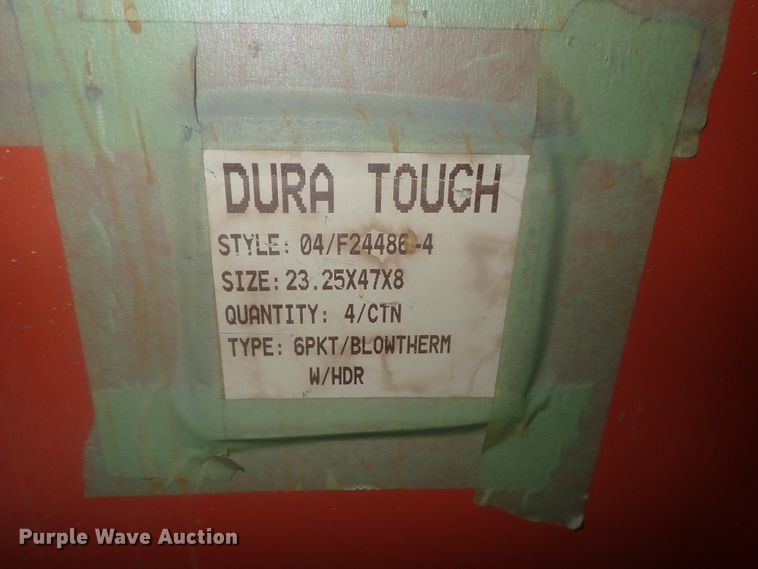 DURA TOUGH
STYLE: 04/F24486-4
SIZE: 23.25X47X8
QUANTITY: 4/CTN
TYPE: 6PKT/BLOWTHERM
W/HDR
Purple Wave Auction